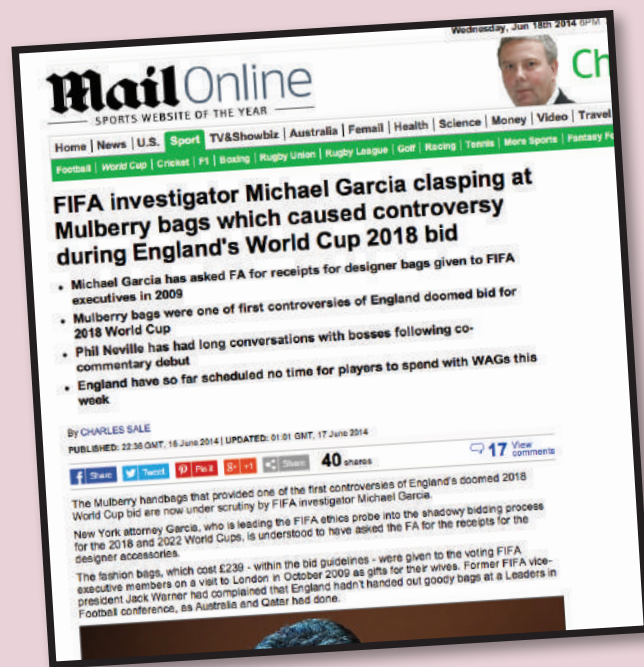 Wednesday, Jun 18th 2014 6PM
Mail Online
SPORTS WEBSITE OF THE YEAR
Ch
Home | News | U.S. | Sport | TV&Showbiz | Australia | Femail | Health | Science | Money | Video | Travel
Football | World Cup | Cricket | F1 | Boxing | Rugby Union | Rugby League | Golf | Racing | Tennis | More Sports | Fantasy Fo
FIFA investigator Michael Garcia clasping at
Mulberry bags which caused controversy
during England's World Cup 2018 bid
• Michael Garcia has asked FA for receipts for designer bags given to FIFA
executives in 2009
• Mulberry bags were one of first controversies of England doomed bid for
2018 World Cup
• Phil Neville has had long conversations with bosses following co-
commentary debut
• England have so far scheduled no time for players to spend with WAGs this
week
By CHARLES SALE
PUBLISHED: 22:36 GMT, 16 June 2014 | UPDATED: 01:01 GMT, 17 June 2014
f Share Tweet Pin it g+ +1 Share 40 shares 17 View
comments
The Mulberry handbags that provided one of the first controversies of England's doomed 2018
World Cup bid are now under scrutiny by FIFA investigator Michael Garcia.
New York attorney Garcia, who is leading the FIFA ethics probe into the shadowy bidding process
for the 2018 and 2022 World Cups, is understood to have asked the FA for the receipts for the
designer accessories.
The fashion bags, which cost £239 - within the bid guidelines - were given to the voting FIFA
executive members on a visit to London in October 2009 as gifts for their wives. Former FIFA vice-
president Jack Warner had complained that England hadn't handed out goody bags at a Leaders in
Football conference, as Australia and Qatar had done.